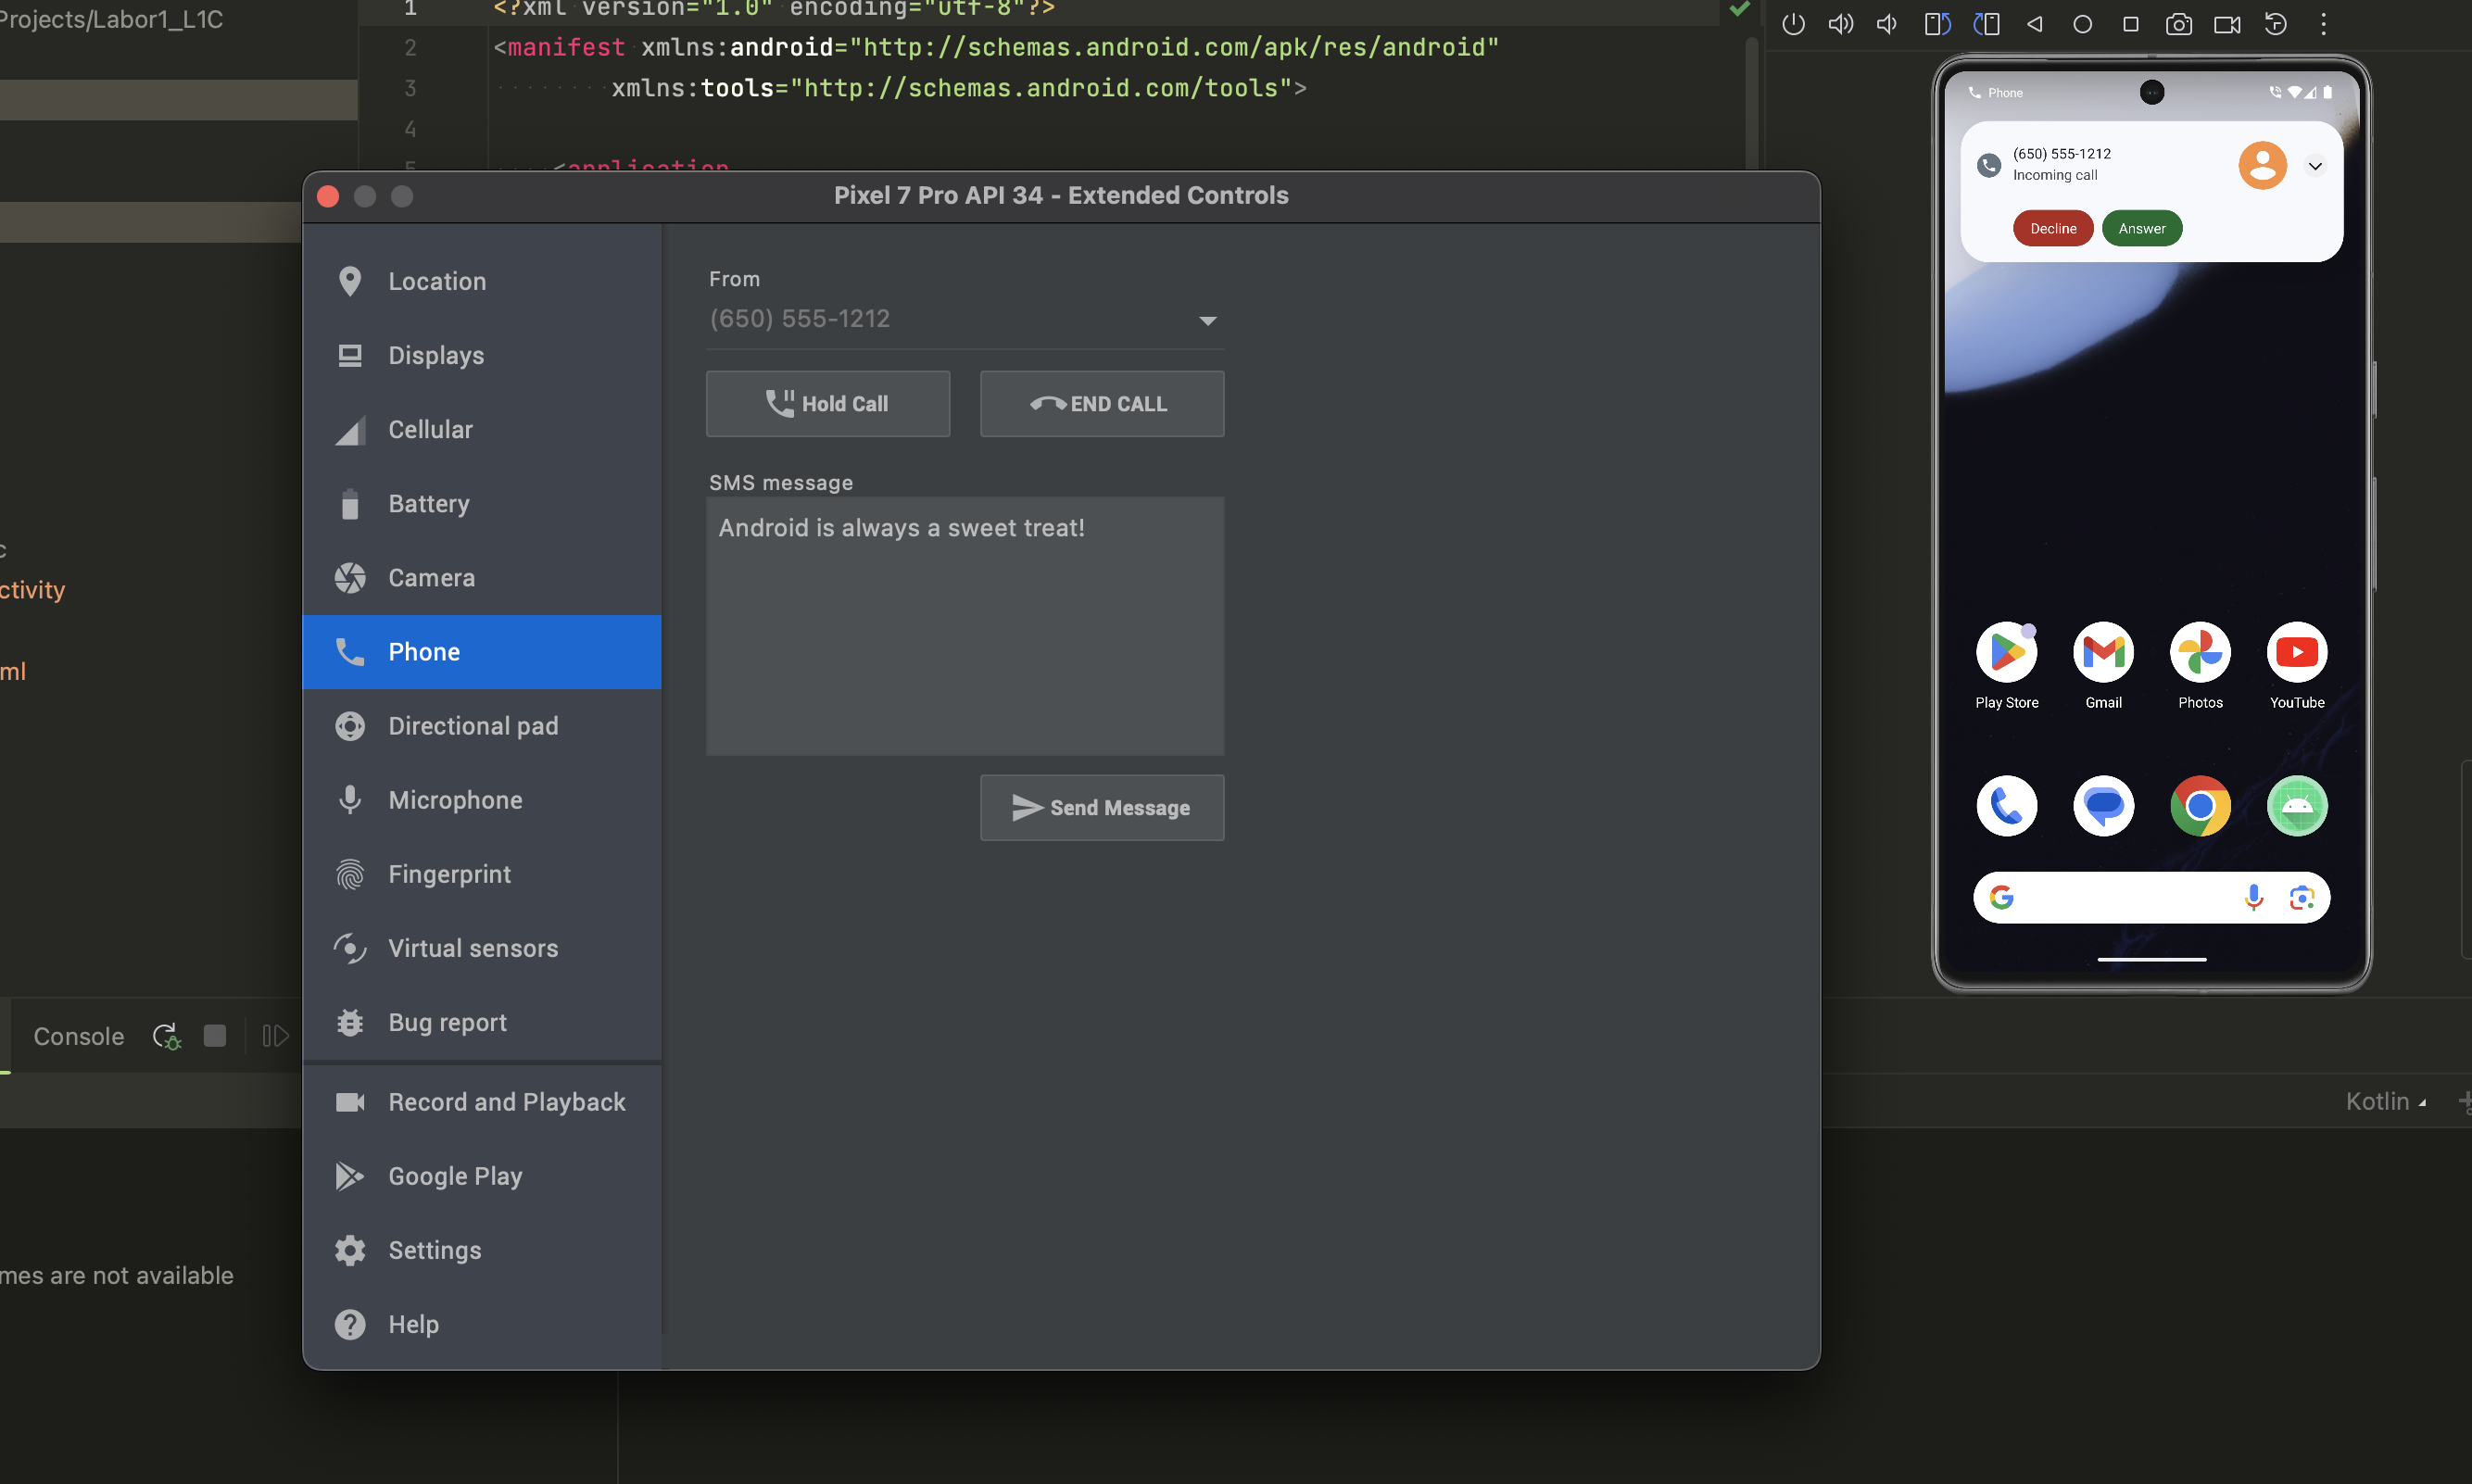 Projects/Labor1_L1C
1 <?xml version="1.0" encoding="utf-8"?>
2 <manifest xmlns:android="http://schemas.android.com/apk/res/android"
3 xmlns:tools="http://schemas.android.com/tools">
4
5 <application
Pixel 7 Pro API 34 - Extended Controls
Location
Displays
Cellular
Battery
Camera
Phone
Directional pad
Microphone
Fingerprint
Virtual sensors
Bug report
Record and Playback
Google Play
Settings
Help
From
(650) 555-1212
Hold Call
END CALL
SMS message
Android is always a sweet treat!
Send Message
Phone
(650) 555-1212
Incoming call
Decline
Answer
Play Store
Gmail
Photos
YouTube
c
ctivity
ml
Console
Kotlin
mes are not available